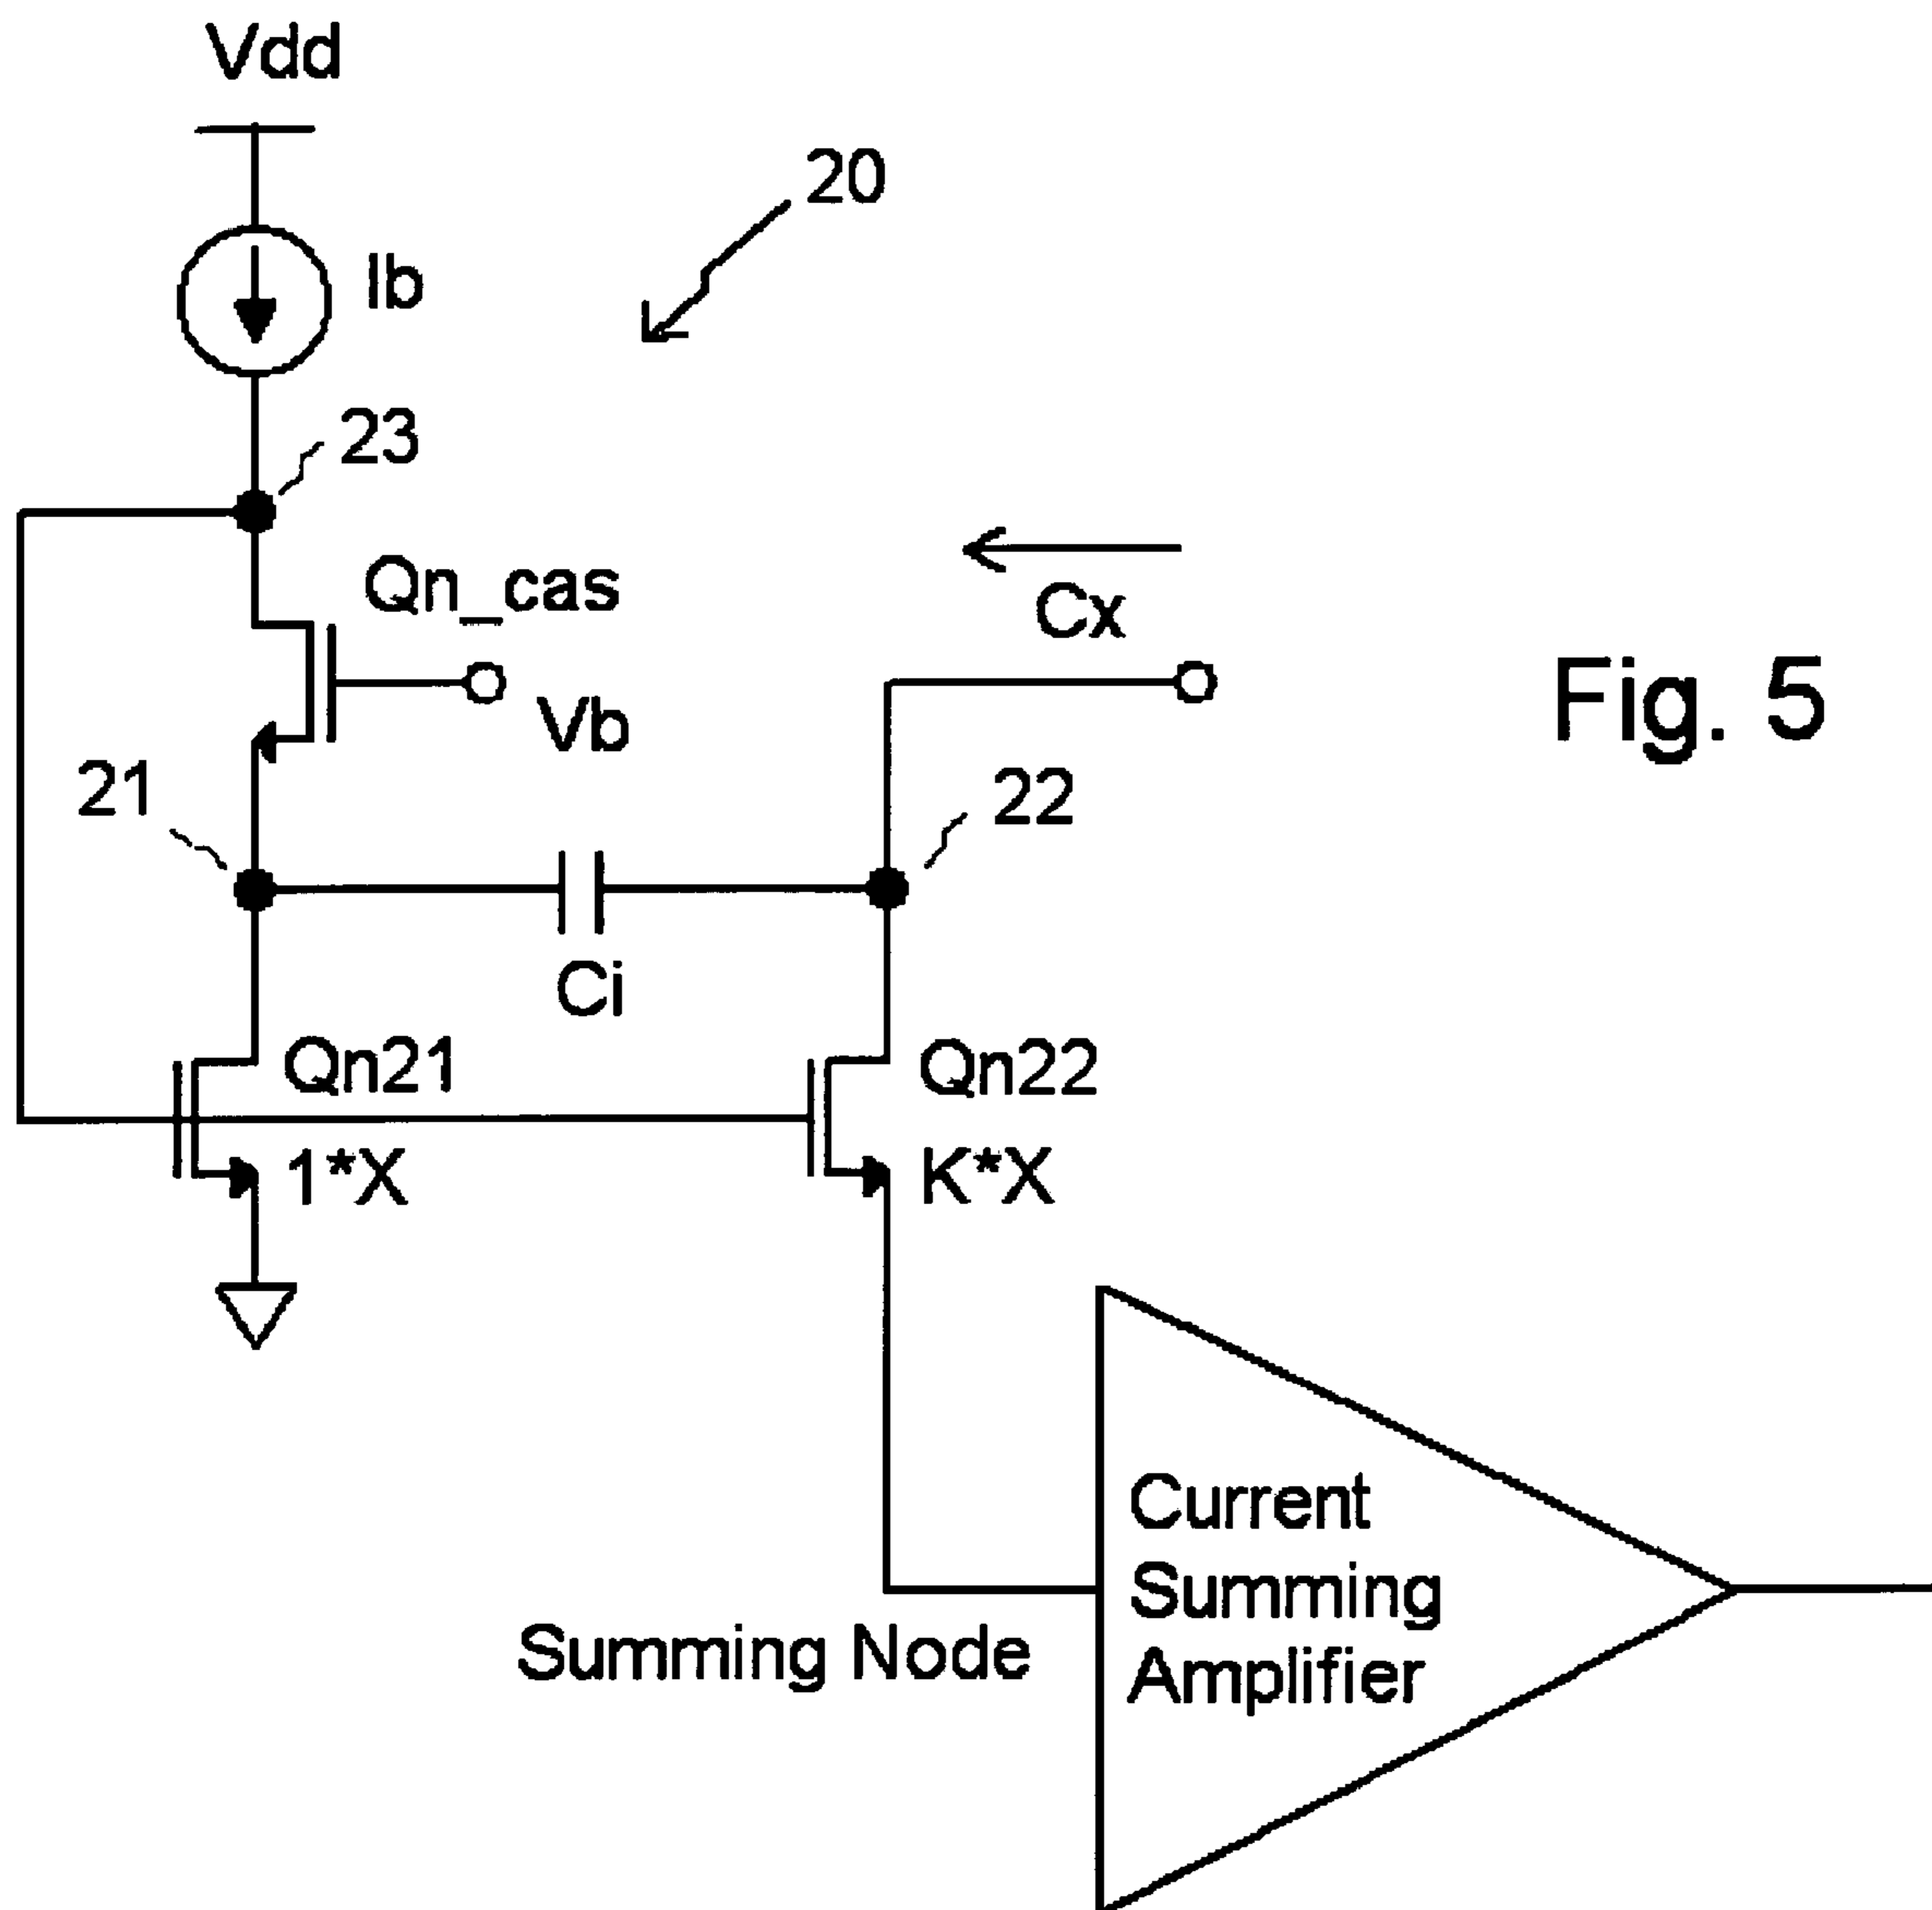 Vdd
20
Ib
23
Qn_cas
Cx
Vb
Fig. 5
21
22
Ci
Qn21
Qn22
1*X
K*X
Current
Summing
Amplifier
Summing Node